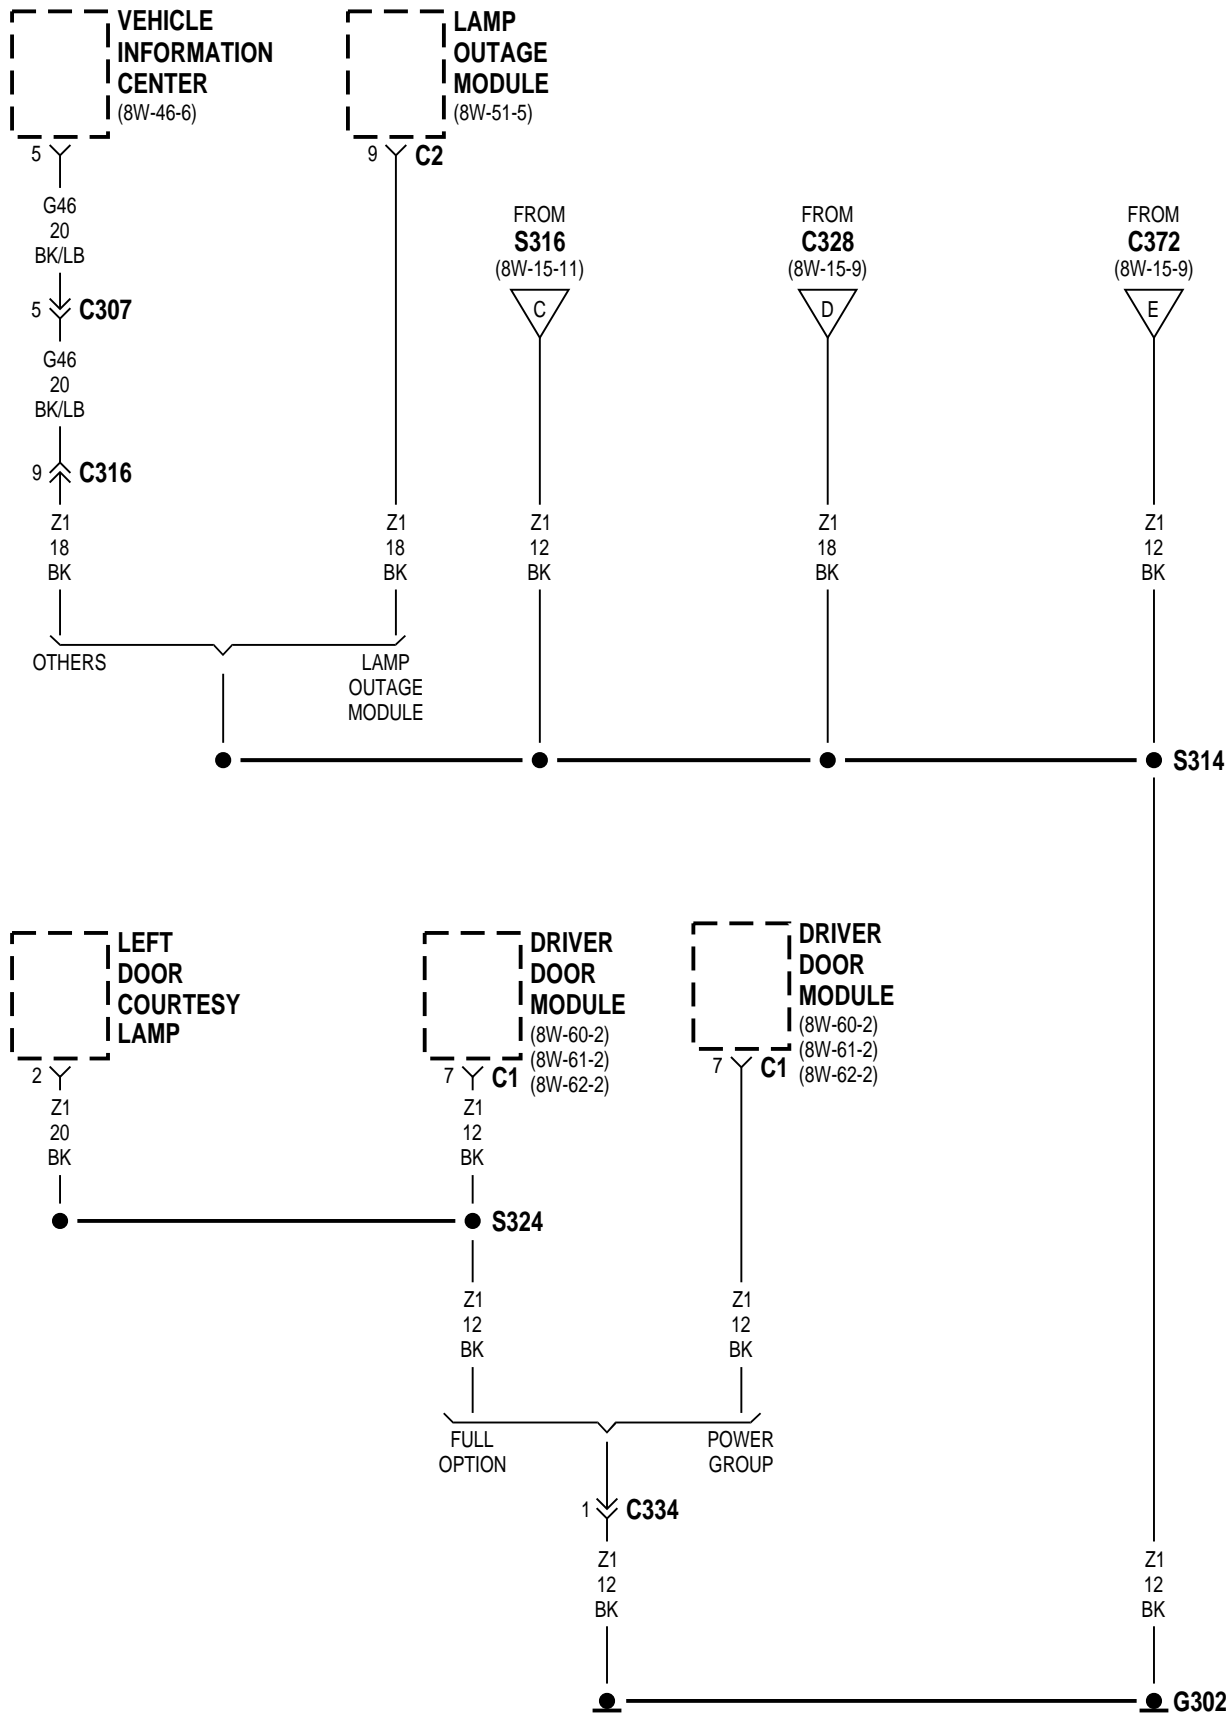 VEHICLE
INFORMATION
CENTER
(8W-46-6)
LAMP
OUTAGE
MODULE
(8W-51-5)
5
9 C2
G46
20
BK/LB
FROM
S316
(8W-15-11)
C
FROM
C328
(8W-15-9)
D
FROM
C372
(8W-15-9)
E
5 C307
G46
20
BK/LB
9 C316
Z1
18
BK
Z1
18
BK
Z1
12
BK
Z1
18
BK
Z1
12
BK
OTHERS
LAMP
OUTAGE
MODULE
S314
LEFT
DOOR
COURTESY
LAMP
DRIVER
DOOR
MODULE
(8W-60-2)
(8W-61-2)
(8W-62-2)
DRIVER
DOOR
MODULE
(8W-60-2)
(8W-61-2)
(8W-62-2)
2
7 C1
7 C1
Z1
20
BK
Z1
12
BK
S324
Z1
12
BK
Z1
12
BK
FULL
OPTION
POWER
GROUP
1 C334
Z1
12
BK
Z1
12
BK
G302